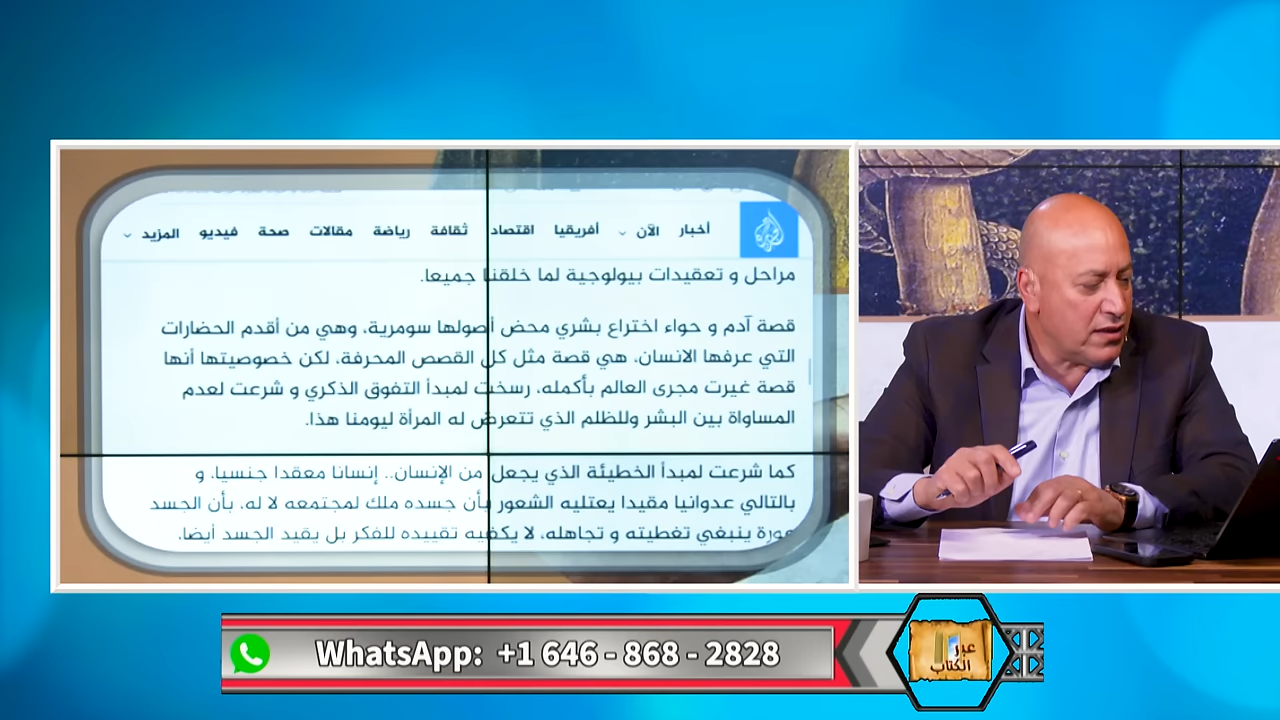 أخبار الآن أفريقيا اقتصاد ثقافة رياضة مقالات صحة فيديو المزيد
مراحل و تعقيدات بيولوجية لما خلقنا جميعا.
قصة آدم و حواء اختراع بشري محض أصولها سومرية، وهي من أقدم الحضارات
التي عرفها الانسان، هي قصة مثل كل القصص المحرفة، لكن خصوصيتها أنها
قصة غيرت مجرى العالم بأكمله، رسخت لمبدأ التفوق الذكري و شرعت لعدم
المساواة بين البشر وللظلم الذي تتعرض له المرأة ليومنا هذا.
كما شرعت لمبدأ الخطيئة الذي يجعل من الإنسان.. إنسانا معقدا جنسيا، و
بالتالي عدوانيا مقيدا يعتليه الشعور بأن جسده ملك لمجتمعه لا له، بأن الجسد
عورة ينبغي تغطيته و تجاهله، لا يكفيه تقييده للفكر بل يقيد الجسد أيضا.
WhatsApp: +1 646 - 868 - 2828
عبر
الكتاب